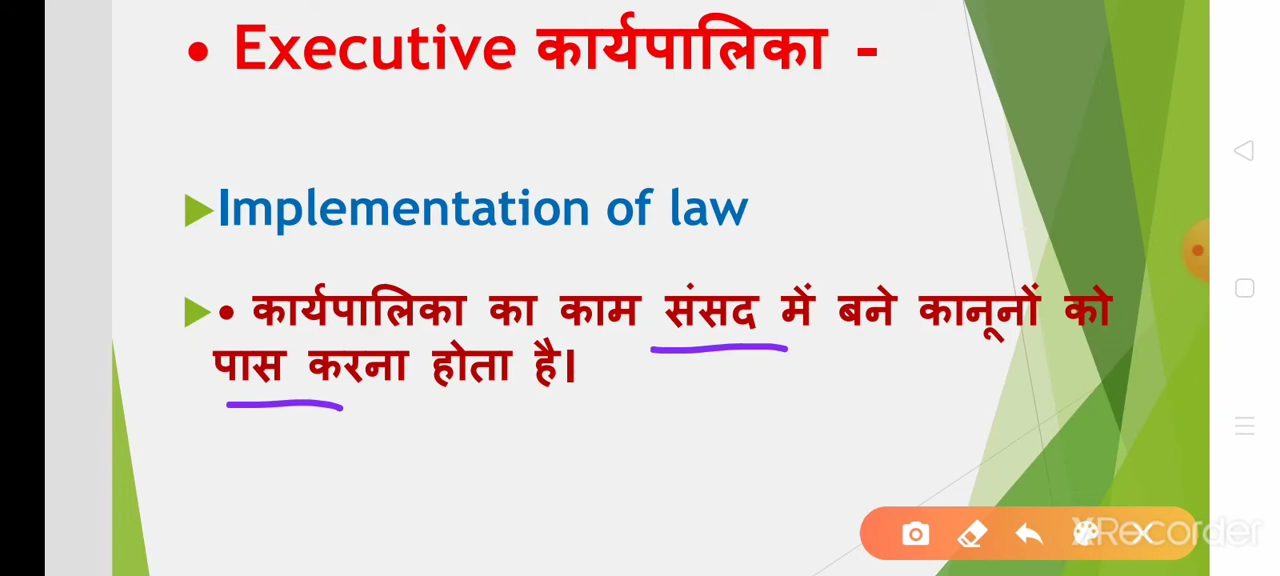 • Executive कार्यपालिका -
Implementation of law
• कार्यपालिका का काम संसद में बने कानूनों को
पास करना होता है।
XRecorder